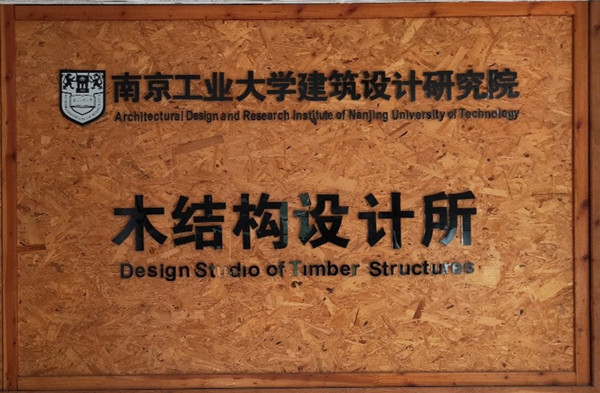 南京工业大学建筑设计研究院
Architectural Design and Research Institute of Nanjing University of Technology
木结构设计所
Design Studio of Timber Structures